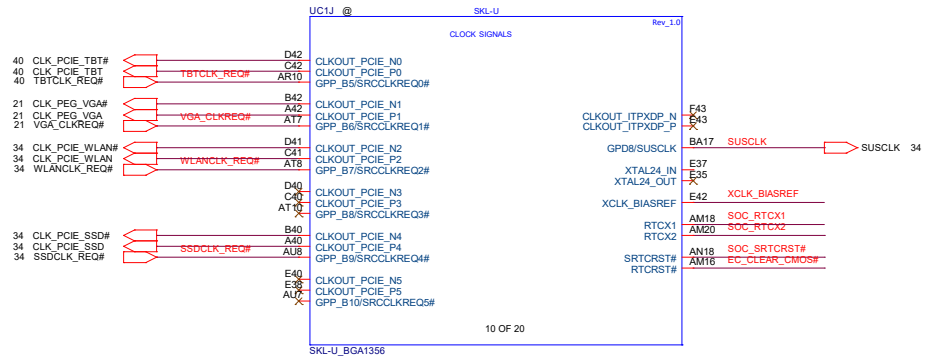 UC1J @ SKL-U
Rev_1.0
CLOCK SIGNALS
40 CLK_PCIE_TBT# D42 CLKOUT_PCIE_N0
40 CLK_PCIE_TBT C42 CLKOUT_PCIE_P0
40 TBTCLK_REQ# TBTCLK_REQ# AR10 GPP_B5/SRCCLKREQ0#
21 CLK_PEG_VGA# B42 CLKOUT_PCIE_N1
21 CLK_PEG_VGA A42 CLKOUT_PCIE_P1
21 VGA_CLKREQ# VGA_CLKREQ# AT7 GPP_B6/SRCCLKREQ1#
34 CLK_PCIE_WLAN# D41 CLKOUT_PCIE_N2
34 CLK_PCIE_WLAN C41 CLKOUT_PCIE_P2
34 WLANCLK_REQ# WLANCLK_REQ# AT8 GPP_B7/SRCCLKREQ2#
D40 CLKOUT_PCIE_N3
C40 CLKOUT_PCIE_P3
AT10 GPP_B8/SRCCLKREQ3#
34 CLK_PCIE_SSD# B40 CLKOUT_PCIE_N4
34 CLK_PCIE_SSD A40 CLKOUT_PCIE_P4
34 SSDCLK_REQ# SSDCLK_REQ# AU8 GPP_B9/SRCCLKREQ4#
E40 CLKOUT_PCIE_N5
E38 CLKOUT_PCIE_P5
AU7 GPP_B10/SRCCLKREQ5#
CLKOUT_ITPXDP_N F43
CLKOUT_ITPXDP_P E43
GPD8/SUSCLK BA17 SUSCLK SUSCLK 34
XTAL24_IN E37
XTAL24_OUT E35
XCLK_BIASREF E42 XCLK_BIASREF
RTCX1 AM18 SOC_RTCX1
RTCX2 AM20 SOC_RTCX2
SRTCRST# AN18 SOC_SRTCRST#
RTCRST# AM16 EC_CLEAR_CMOS#
10 OF 20
SKL-U_BGA1356